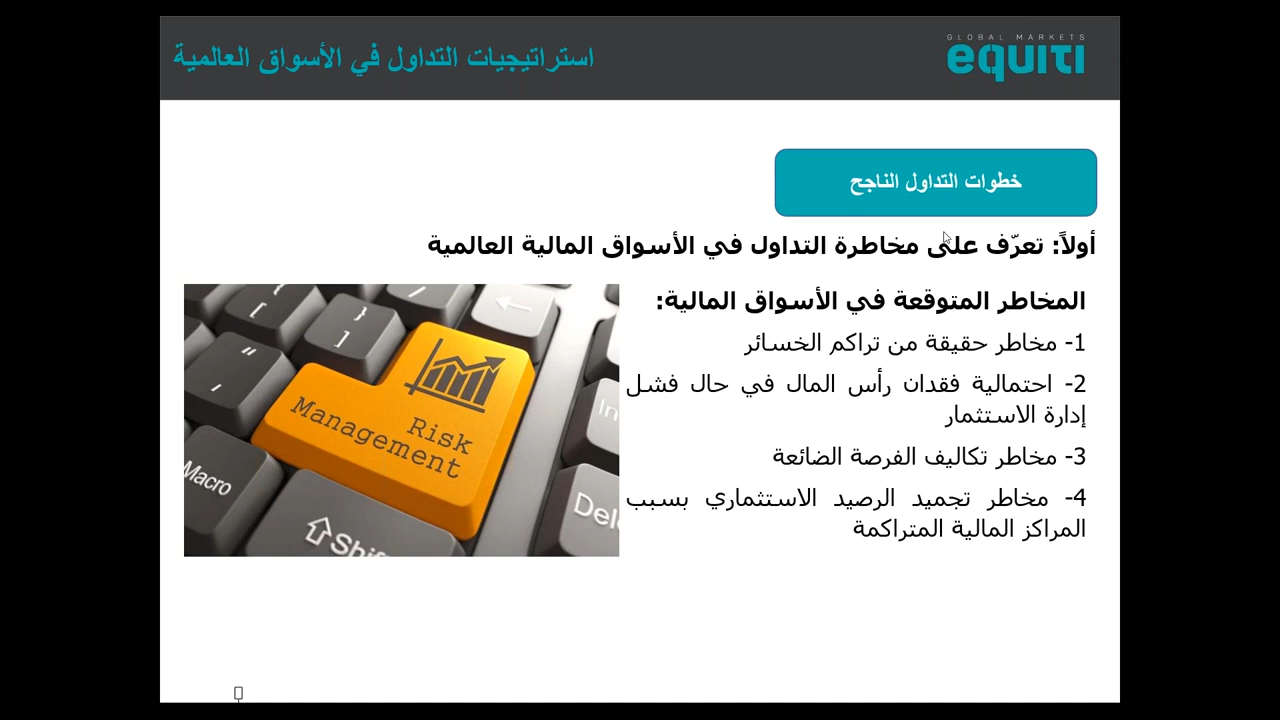 استراتيجيات التداول في الأسواق العالمية
GLOBAL MARKETS
equiti
خطوات التداول الناجح
أولاً: تعرّف على مخاطرة التداول في الأسواق المالية العالمية
المخاطر المتوقعة في الأسواق المالية:
1- مخاطر حقيقة من تراكم الخسائر
2- احتمالية فقدان رأس المال في حال فشل
إدارة الاستثمار
3- مخاطر تكاليف الفرصة الضائعة
4- مخاطر تجميد الرصيد الاستثماري بسبب
المراكز المالية المتراكمة
Risk
Management
Macro
Shif
In
Del